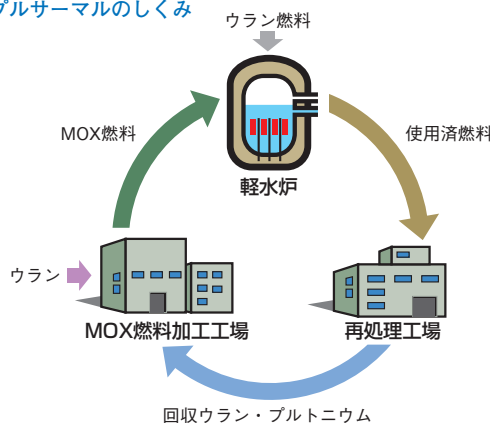 プルサーマルのしくみ
ウラン燃料
MOX燃料
使用済燃料
軽水炉
ウラン
MOX燃料加工工場
再処理工場
回収ウラン・プルトニウム